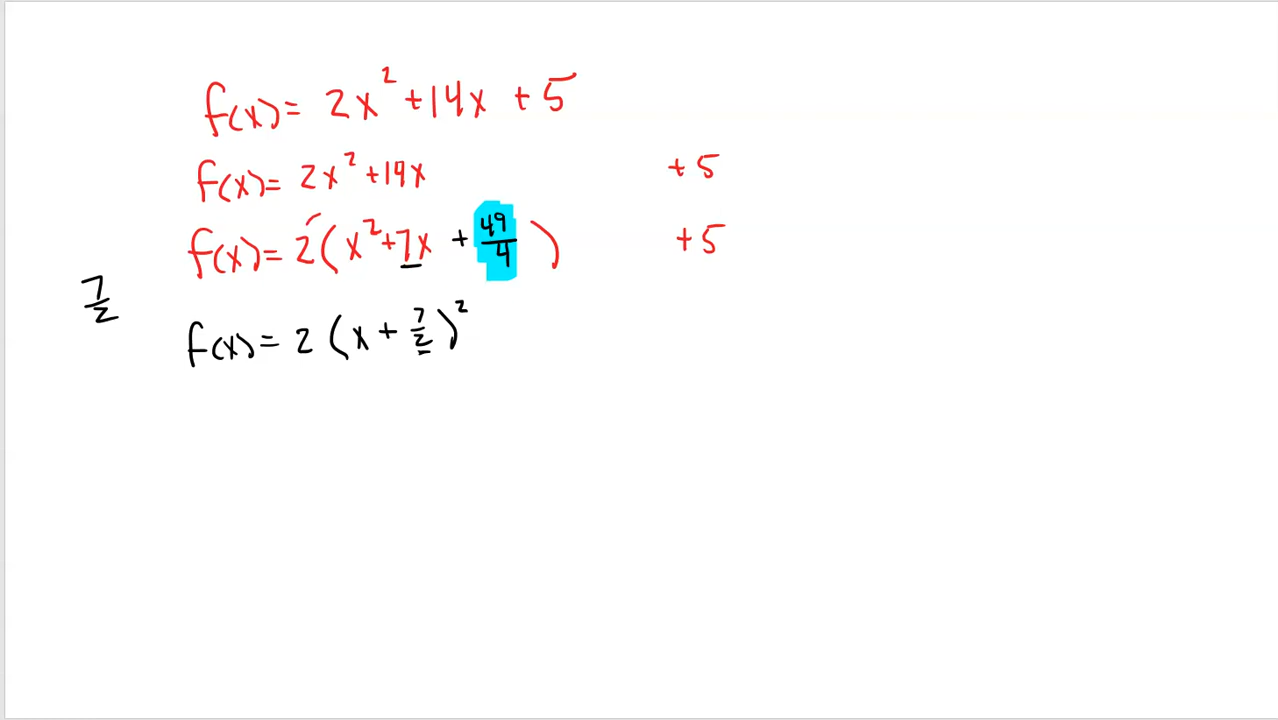 f(x) = 2x² + 14x + 5
f(x) = 2x² + 14x + 5
f(x) = 2(x² + 7x + 49/4) + 5
7/2
f(x) = 2(x + 7/2)²